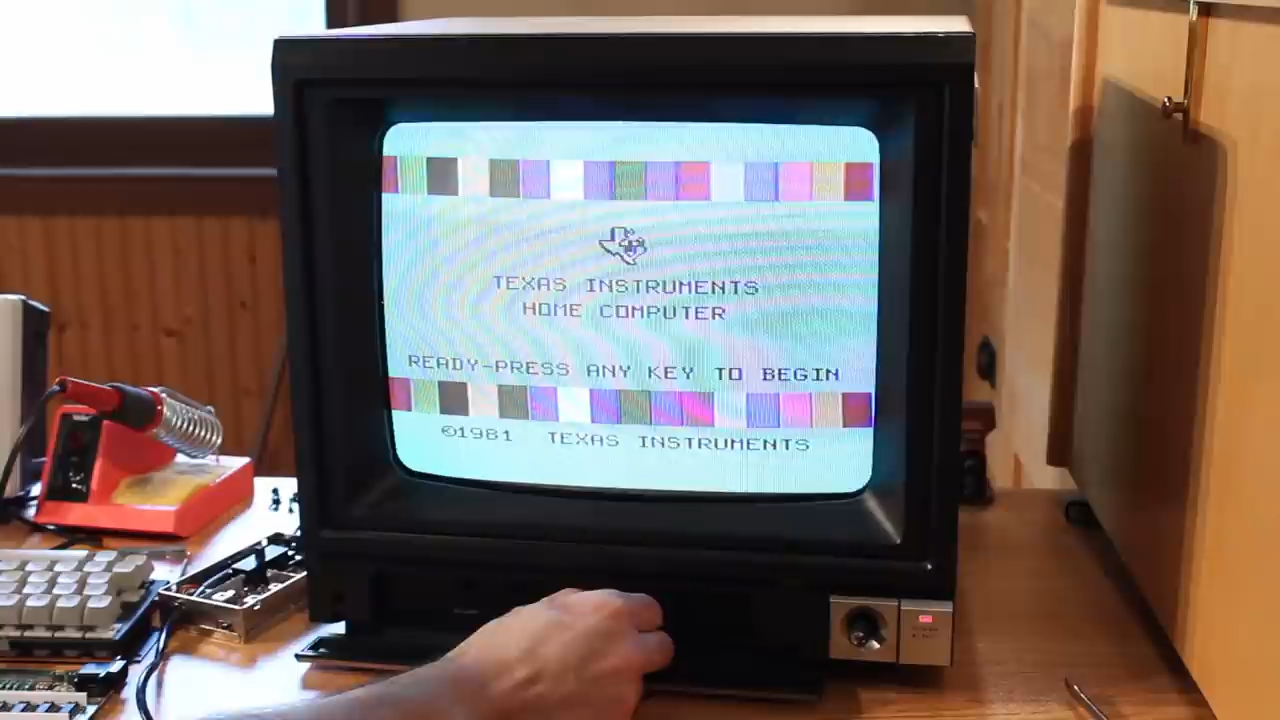 TEXAS INSTRUMENTS
HOME COMPUTER
READY-PRESS ANY KEY TO BEGIN
©1981 TEXAS INSTRUMENTS